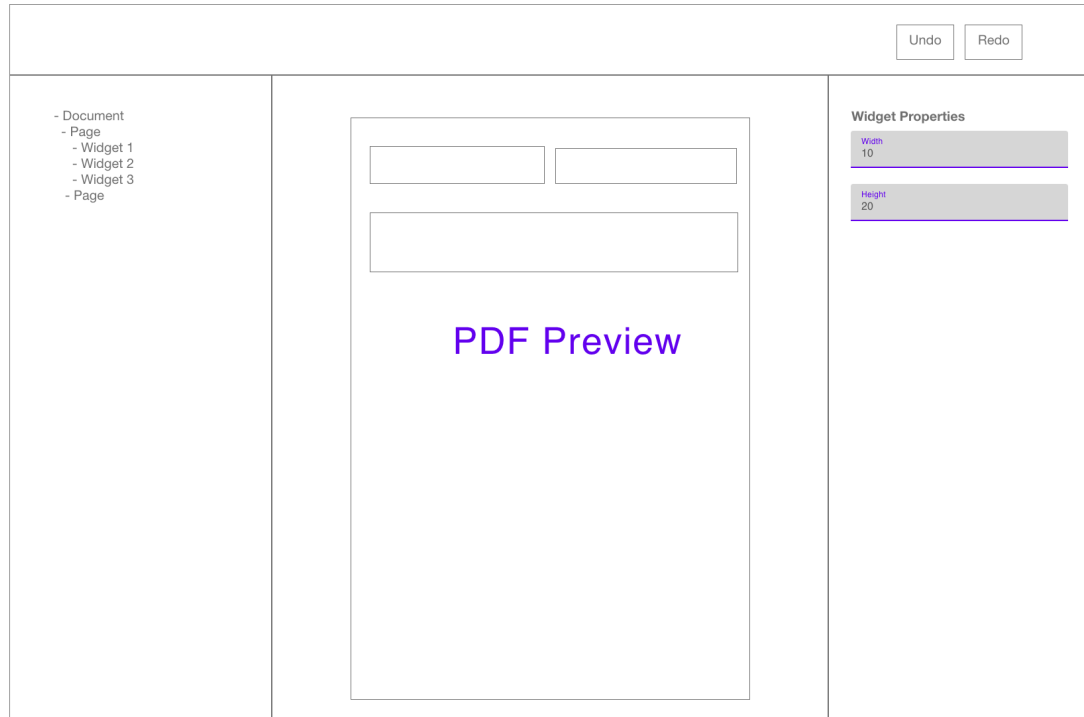 Undo
Redo
- Document
- Page
- Widget 1
- Widget 2
- Widget 3
- Page
PDF Preview
Widget Properties
Width
10
Height
20